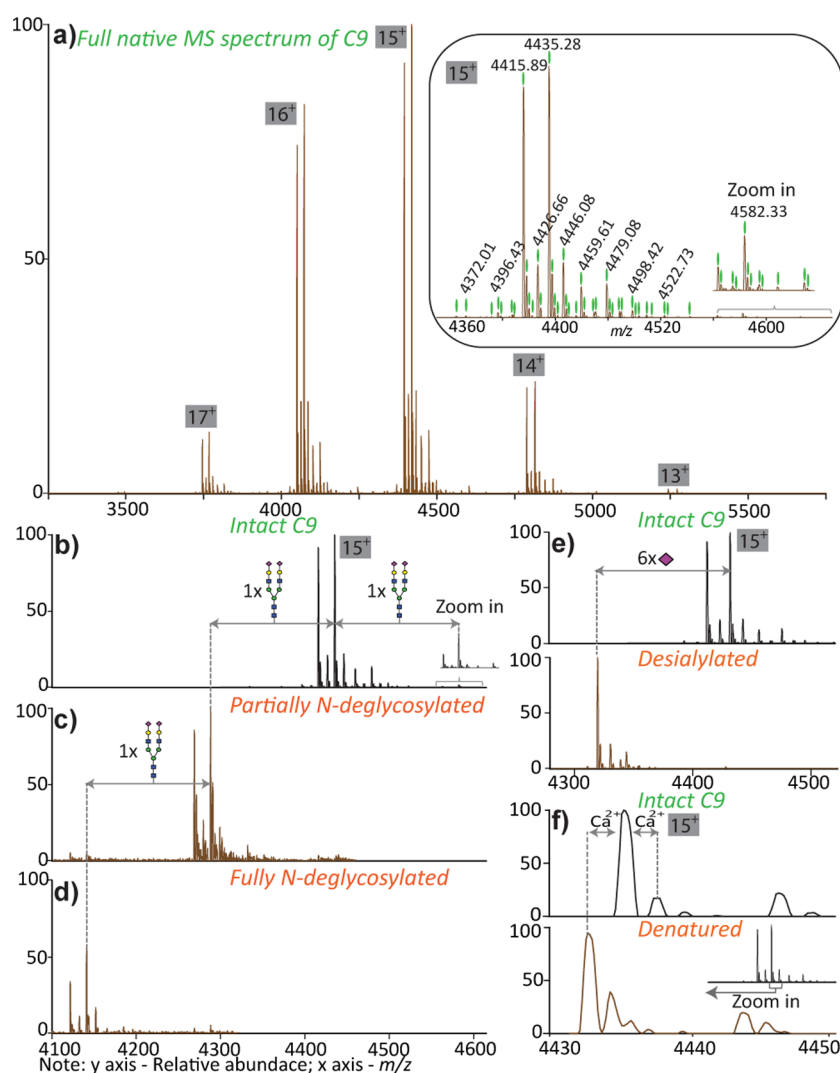 a) Full native MS spectrum of C9
100
50
0
17+
16+
15+
14+
13+
3500 4000 4500 5000 5500
15+
4415.89
4435.28
4372.01
4396.43
4426.66
4446.08
4459.61
4479.08
4498.42
4522.73
Zoom in
4582.33
4360 4400 m/z 4520 4600
Intact C9
b)
100
50
0
15+
1x
1x
Zoom in
Partially N-deglycosylated
c)
100
50
0
1x
Fully N-deglycosylated
d)
100
50
0
4100 4200 4300 4400 4500 4600
Note: y axis - Relative abundace; x axis - m/z
Intact C9
e)
100
50
0
15+
6x
Desialylated
100
50
0
4300 4400 4500
Intact C9
f)
100
50
0
Ca2+ Ca2+
15+
Denatured
100
50
0
Zoom in
4430 4440 4450